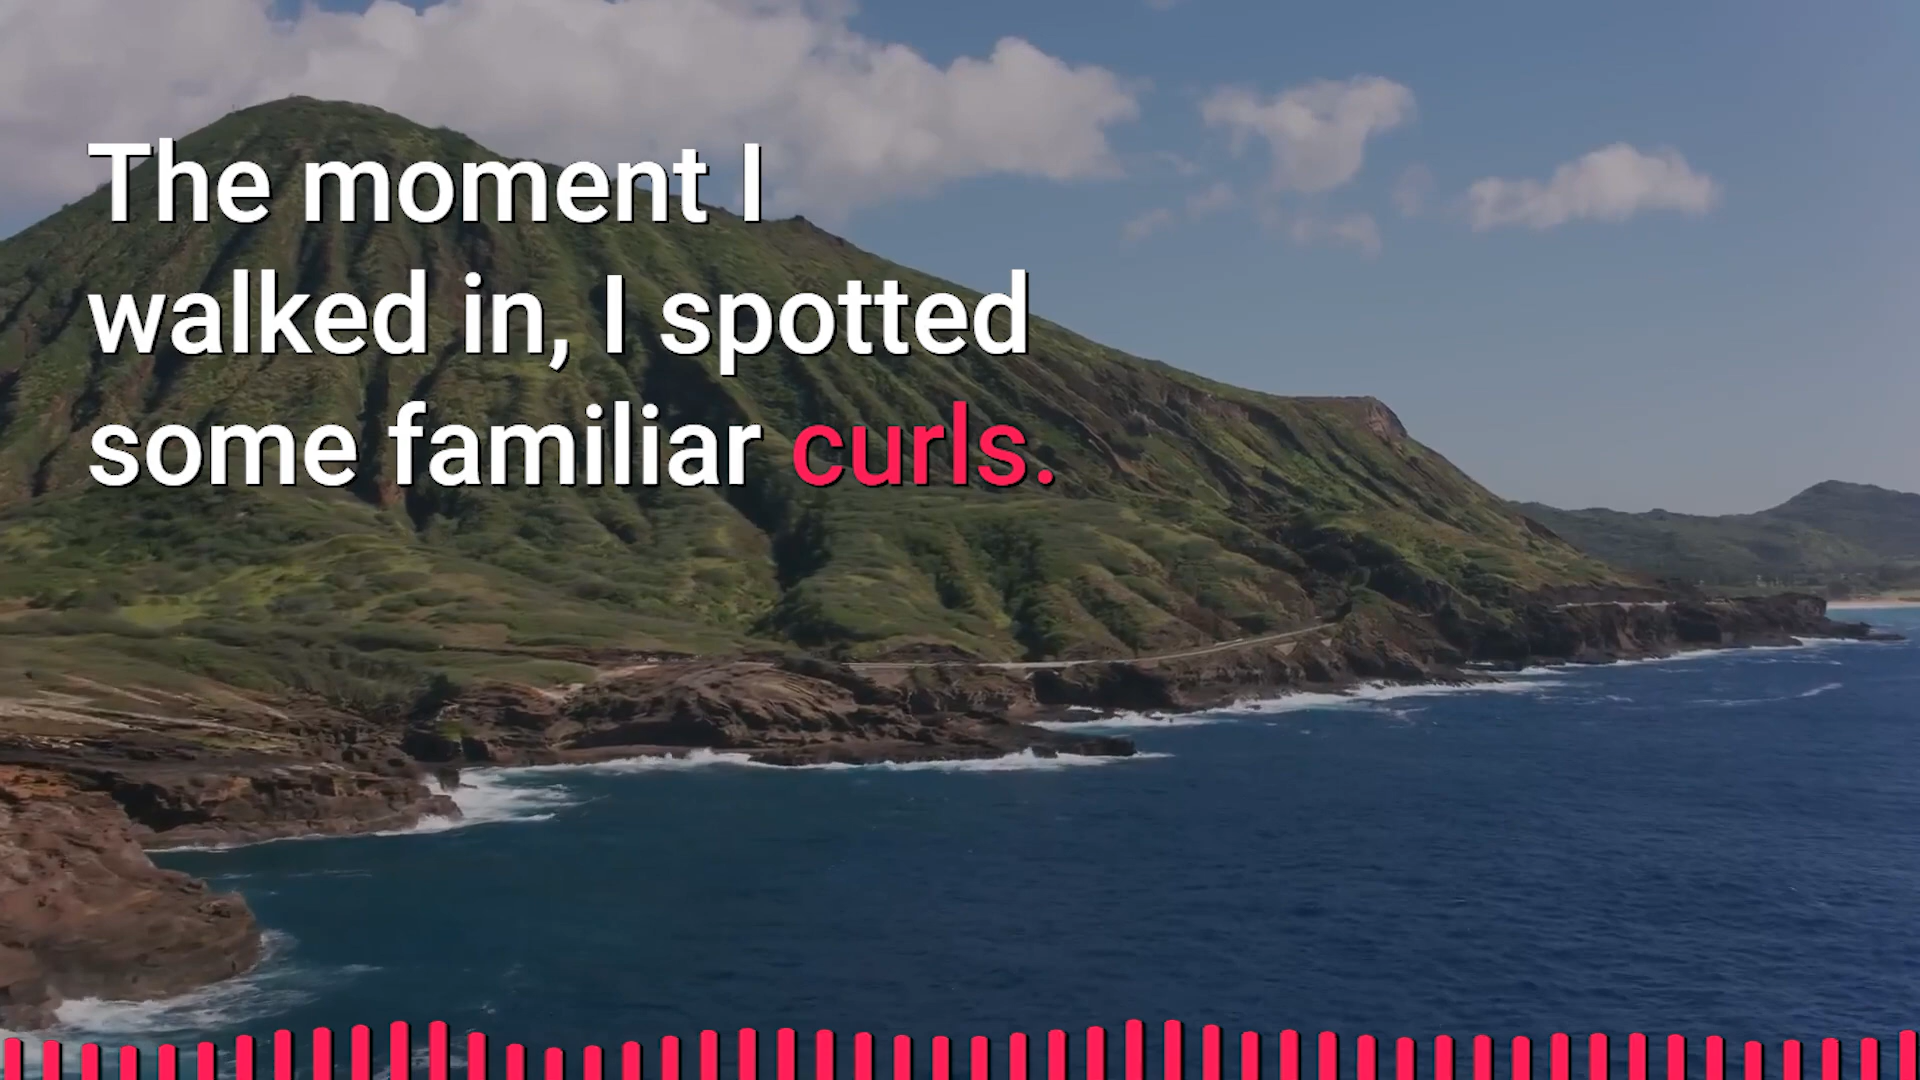 The moment I
walked in, I spotted
some familiar curls.